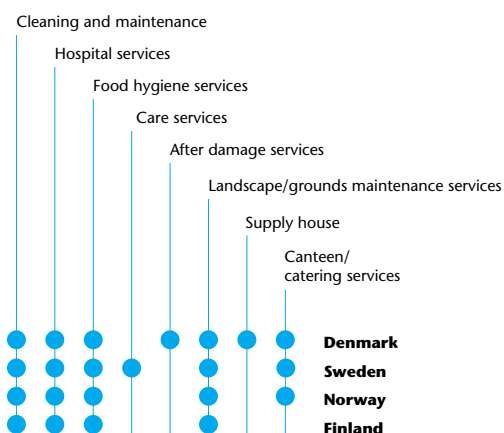 Cleaning and maintenance
Hospital services
Food hygiene services
Care services
After damage services
Landscape/grounds maintenance services
Supply house
Canteen/
catering services
Denmark
Sweden
Norway
Finland